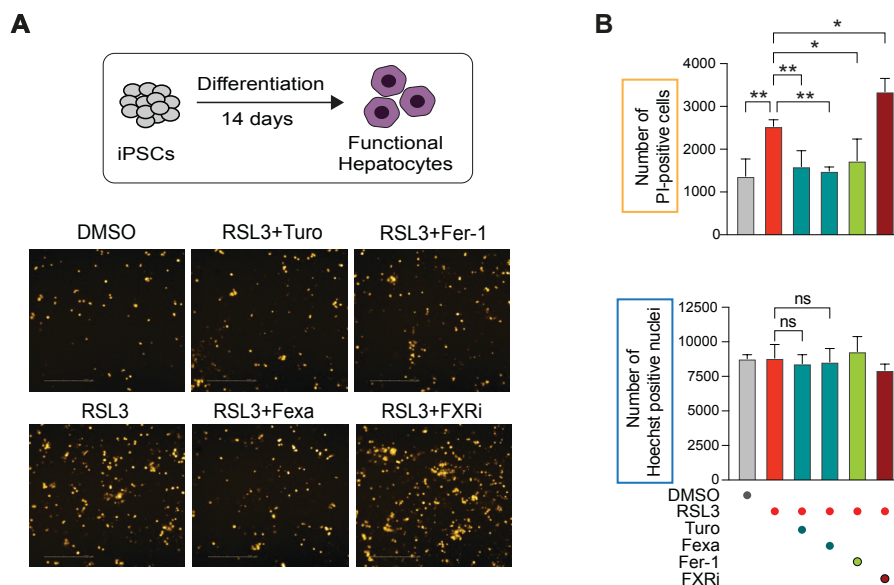 A
Differentiation
14 days
iPSCs
Functional
Hepatocytes
DMSO
RSL3+Turo
RSL3+Fer-1
RSL3
RSL3+Fexa
RSL3+FXRi
B
Number of
PI-positive cells
4000
3000
2000
1000
0
**
**
**
*
*
Number of
Hoechst positive nuclei
12500
10000
7500
5000
2500
0
ns
ns
DMSO
RSL3
Turo
Fexa
Fer-1
FXRi